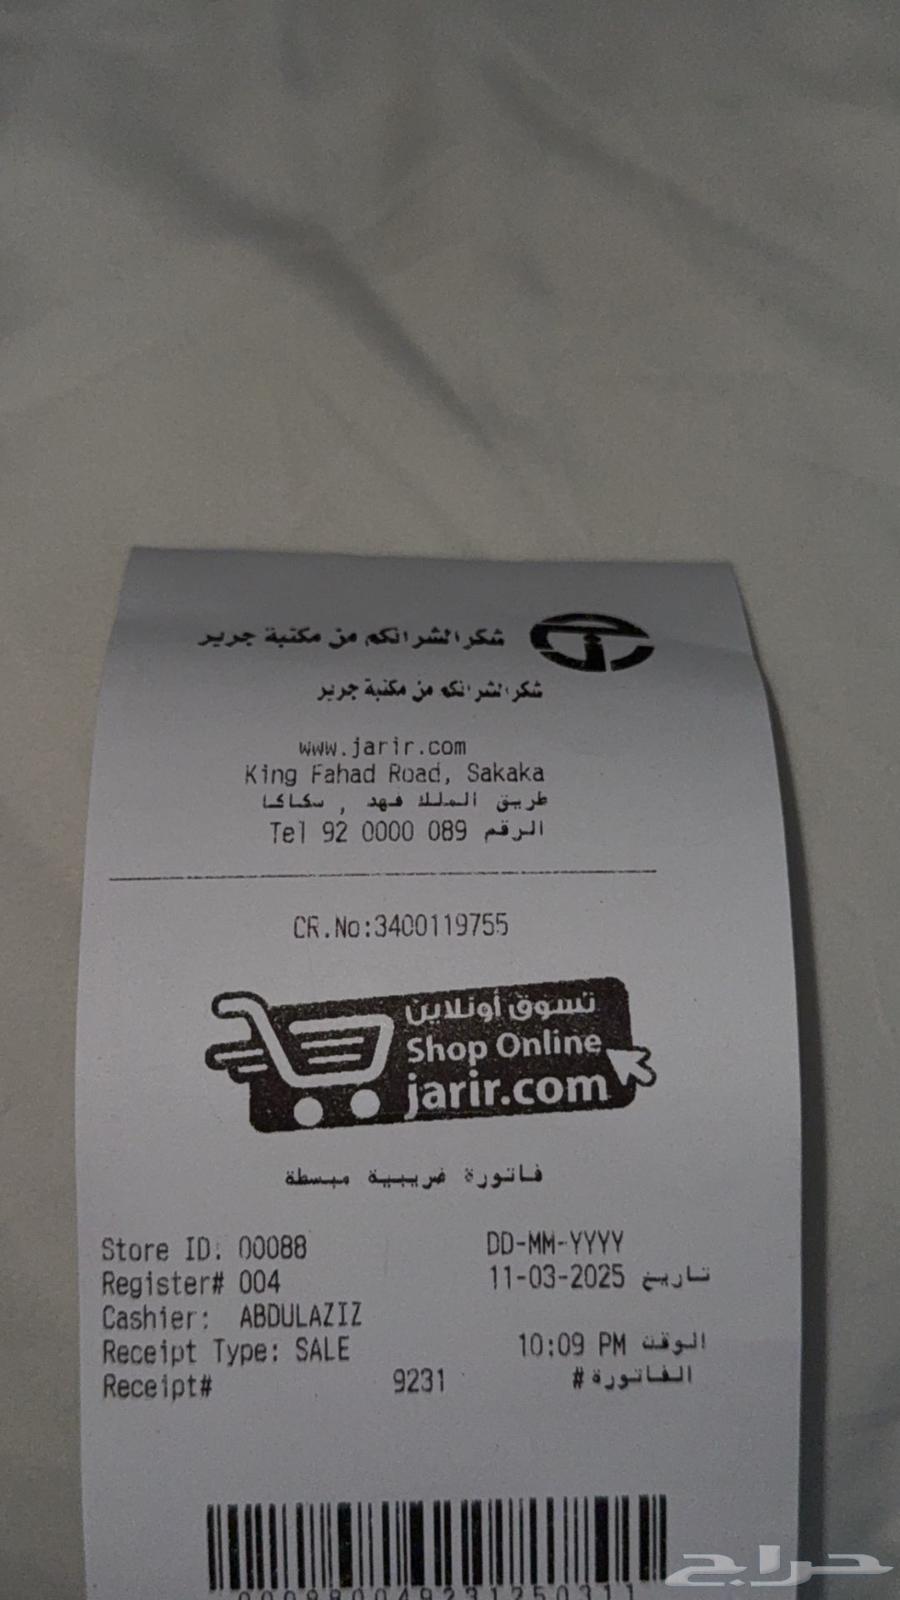 شكرا لشرائكم من مكتبة جرير
شكرا لشرائكم من مكتبة جرير
www.jarir.com
King Fahad Road, Sakaka
طريق الملك فهد , سكاكا
Tel 92 0000 089 الرقم
CR.No:3400119755
تسوق أونلاين
Shop Online
jarir.com
فاتورة ضريبية مبسطة
Store ID: 00088 DD-MM-YYYY
Register# 004 11-03-2025 تاريخ
Cashier: ABDULAZIZ
Receipt Type: SALE 10:09 PM الوقت
Receipt# 9231 الفاتورة #
000880049231250311
حراج